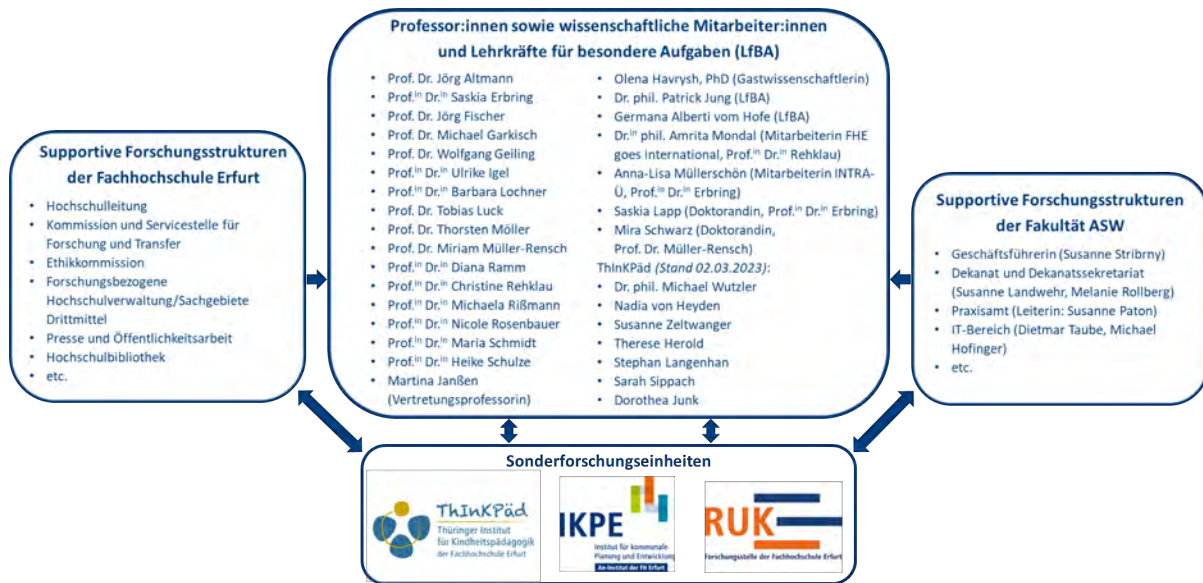 Professor:innen sowie wissenschaftliche Mitarbeiter:innen
und Lehrkräfte für besondere Aufgaben (LfBA)
• Prof. Dr. Jörg Altmann
• Prof.ⁱⁿ Dr.ⁱⁿ Saskia Erbring
• Prof. Dr. Jörg Fischer
• Prof. Dr. Michael Garkisch
• Prof. Dr. Wolfgang Geiling
• Prof.ⁱⁿ Dr.ⁱⁿ Ulrike Igel
• Prof.ⁱⁿ Dr.ⁱⁿ Barbara Lochner
• Prof. Dr. Tobias Luck
• Prof. Dr. Thorsten Möller
• Prof. Dr. Miriam Müller-Rensch
• Prof.ⁱⁿ Dr.ⁱⁿ Diana Ramm
• Prof.ⁱⁿ Dr.ⁱⁿ Christine Rehklau
• Prof.ⁱⁿ Dr.ⁱⁿ Michaela Rißmann
• Prof.ⁱⁿ Dr.ⁱⁿ Nicole Rosenbauer
• Prof.ⁱⁿ Dr.ⁱⁿ Maria Schmidt
• Prof.ⁱⁿ Dr.ⁱⁿ Heike Schulze
• Martina Janßen
(Vertretungsprofessorin)
• Olena Havrysh, PhD (Gastwissenschaftlerin)
• Dr. phil. Patrick Jung (LfBA)
• Germana Alberti vom Hofe (LfBA)
• Dr.ⁱⁿ phil. Amrita Mondal (Mitarbeiterin FHE
goes international, Prof.ⁱⁿ Dr.ⁱⁿ Rehklau)
• Anna-Lisa Müllerschön (Mitarbeiterin INTRA-
Ü, Prof.ⁱⁿ Dr.ⁱⁿ Erbring)
• Saskia Lapp (Doktorandin, Prof.ⁱⁿ Dr.ⁱⁿ Erbring)
• Mira Schwarz (Doktorandin,
Prof. Dr. Müller-Rensch)
ThInKPäd (Stand 02.03.2023):
• Dr. phil. Michael Wutzler
• Nadia von Heyden
• Susanne Zeltwanger
• Therese Herold
• Stephan Langenhan
• Sarah Sippach
• Dorothea Junk
Supportive Forschungsstrukturen
der Fachhochschule Erfurt
• Hochschulleitung
• Kommission und Servicestelle für
Forschung und Transfer
• Ethikkommission
• Forschungsbezogene
Hochschulverwaltung/Sachgebiete
Drittmittel
• Presse und Öffentlichkeitsarbeit
• Hochschulbibliothek
• etc.
Supportive Forschungsstrukturen
der Fakultät ASW
• Geschäftsführerin (Susanne Stribrny)
• Dekanat und Dekanatssekretariat
(Susanne Landwehr, Melanie Rollberg)
• Praxisamt (Leiterin: Susanne Paton)
• IT-Bereich (Dietmar Taube, Michael
Hofinger)
• etc.
Sonderforschungseinheiten
ThInKPäd
Thüringer Institut
für Kindheitspädagogik
der Fachhochschule Erfurt
IKPE
Institut für kommunale
Planung und Entwicklung
An-Institut der FH Erfurt
RUK
Forschungsstelle der Fachhochschule Erfurt